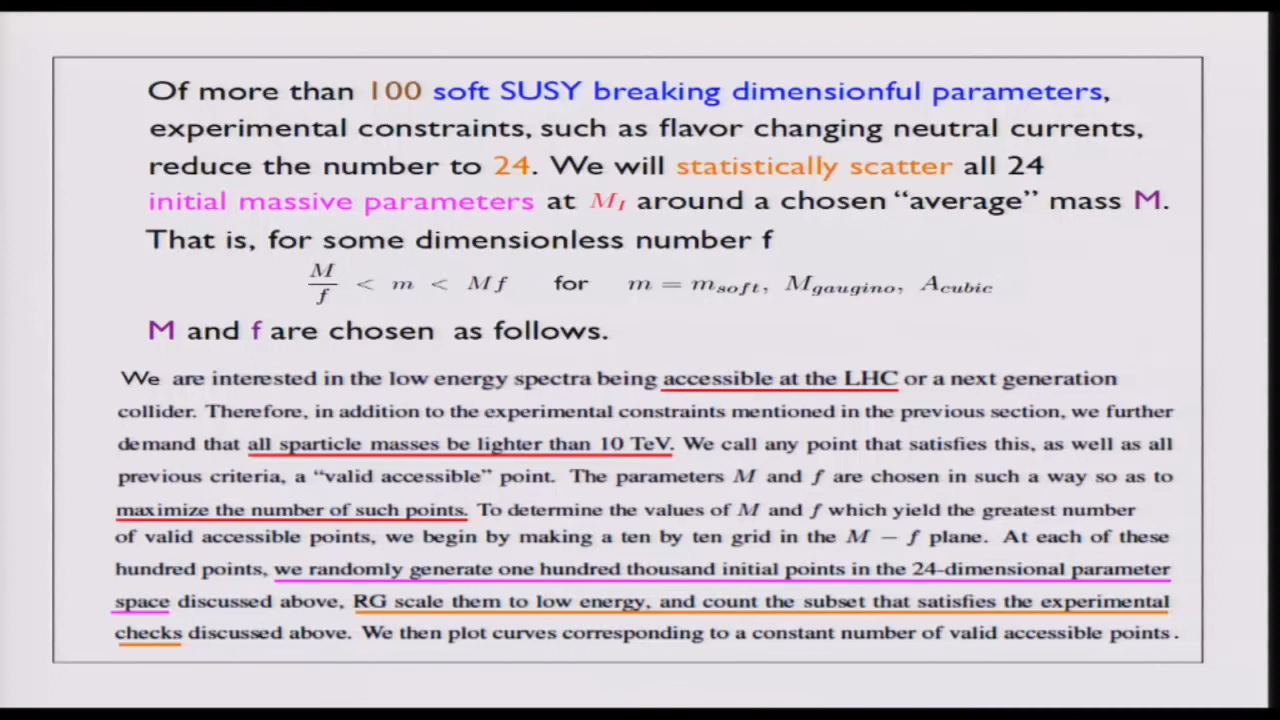 Of more than 100 soft SUSY breaking dimensionful parameters,
experimental constraints, such as flavor changing neutral currents,
reduce the number to 24. We will statistically scatter all 24
initial massive parameters at M_I around a chosen “average” mass M.
That is, for some dimensionless number f
M/f < m < Mf for m = m_soft, M_gaugino, A_cubic
M and f are chosen as follows.
We are interested in the low energy spectra being accessible at the LHC or a next generation
collider. Therefore, in addition to the experimental constraints mentioned in the previous section, we further
demand that all sparticle masses be lighter than 10 TeV. We call any point that satisfies this, as well as all
previous criteria, a “valid accessible” point. The parameters M and f are chosen in such a way so as to
maximize the number of such points. To determine the values of M and f which yield the greatest number
of valid accessible points, we begin by making a ten by ten grid in the M − f plane. At each of these
hundred points, we randomly generate one hundred thousand initial points in the 24-dimensional parameter
space discussed above, RG scale them to low energy, and count the subset that satisfies the experimental
checks discussed above. We then plot curves corresponding to a constant number of valid accessible points.